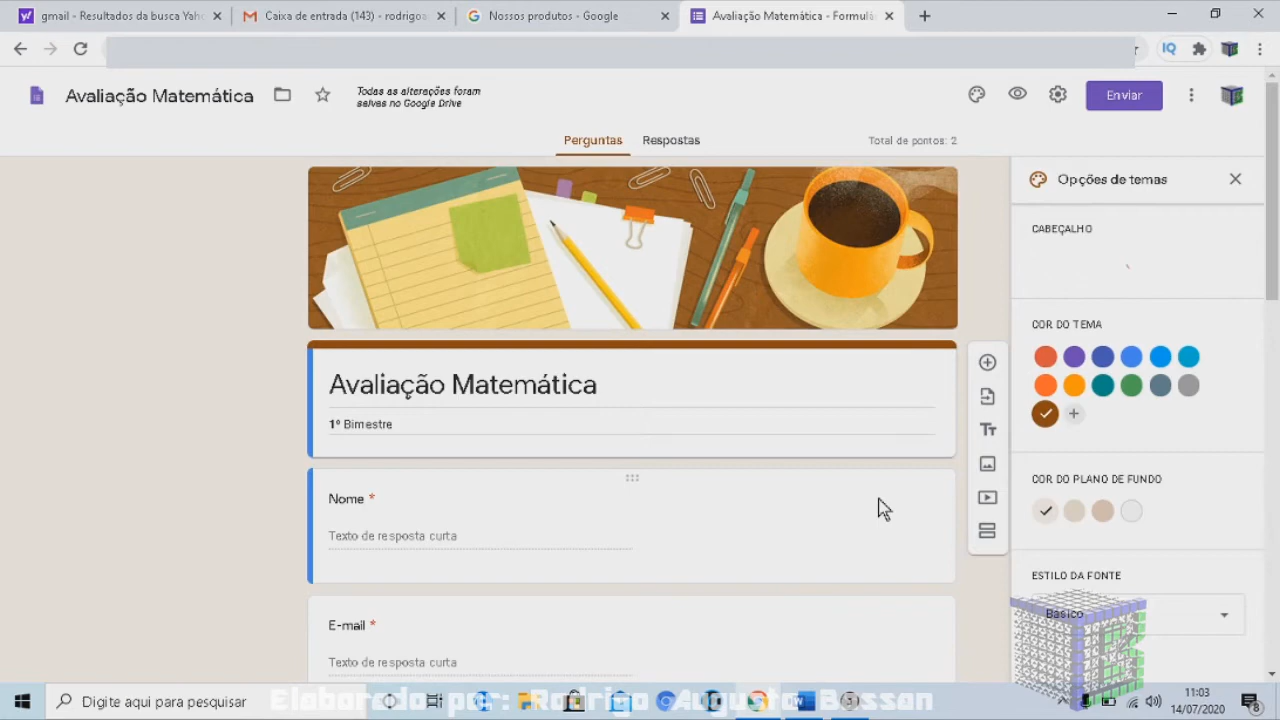 gmail - Resultados da busca Yah
Caixa de entrada (143) - rodrigo
Nossos produtos - Google
Avaliação Matemática - Formulá
IQ
Avaliação Matemática
Todas as alterações foram
salvas no Google Drive
Enviar
Perguntas
Respostas
Total de pontos: 2
Opções de temas
CABEÇALHO
COR DO TEMA
Avaliação Matemática
1º Bimestre
Nome *
Texto de resposta curta
COR DO PLANO DE FUNDO
ESTILO DA FONTE
Básico
E-mail *
Texto de resposta curta
Digite aqui para pesquisar
Elaborado por: Rodrigo Augusto Bossan
11:03
14/07/2020
8